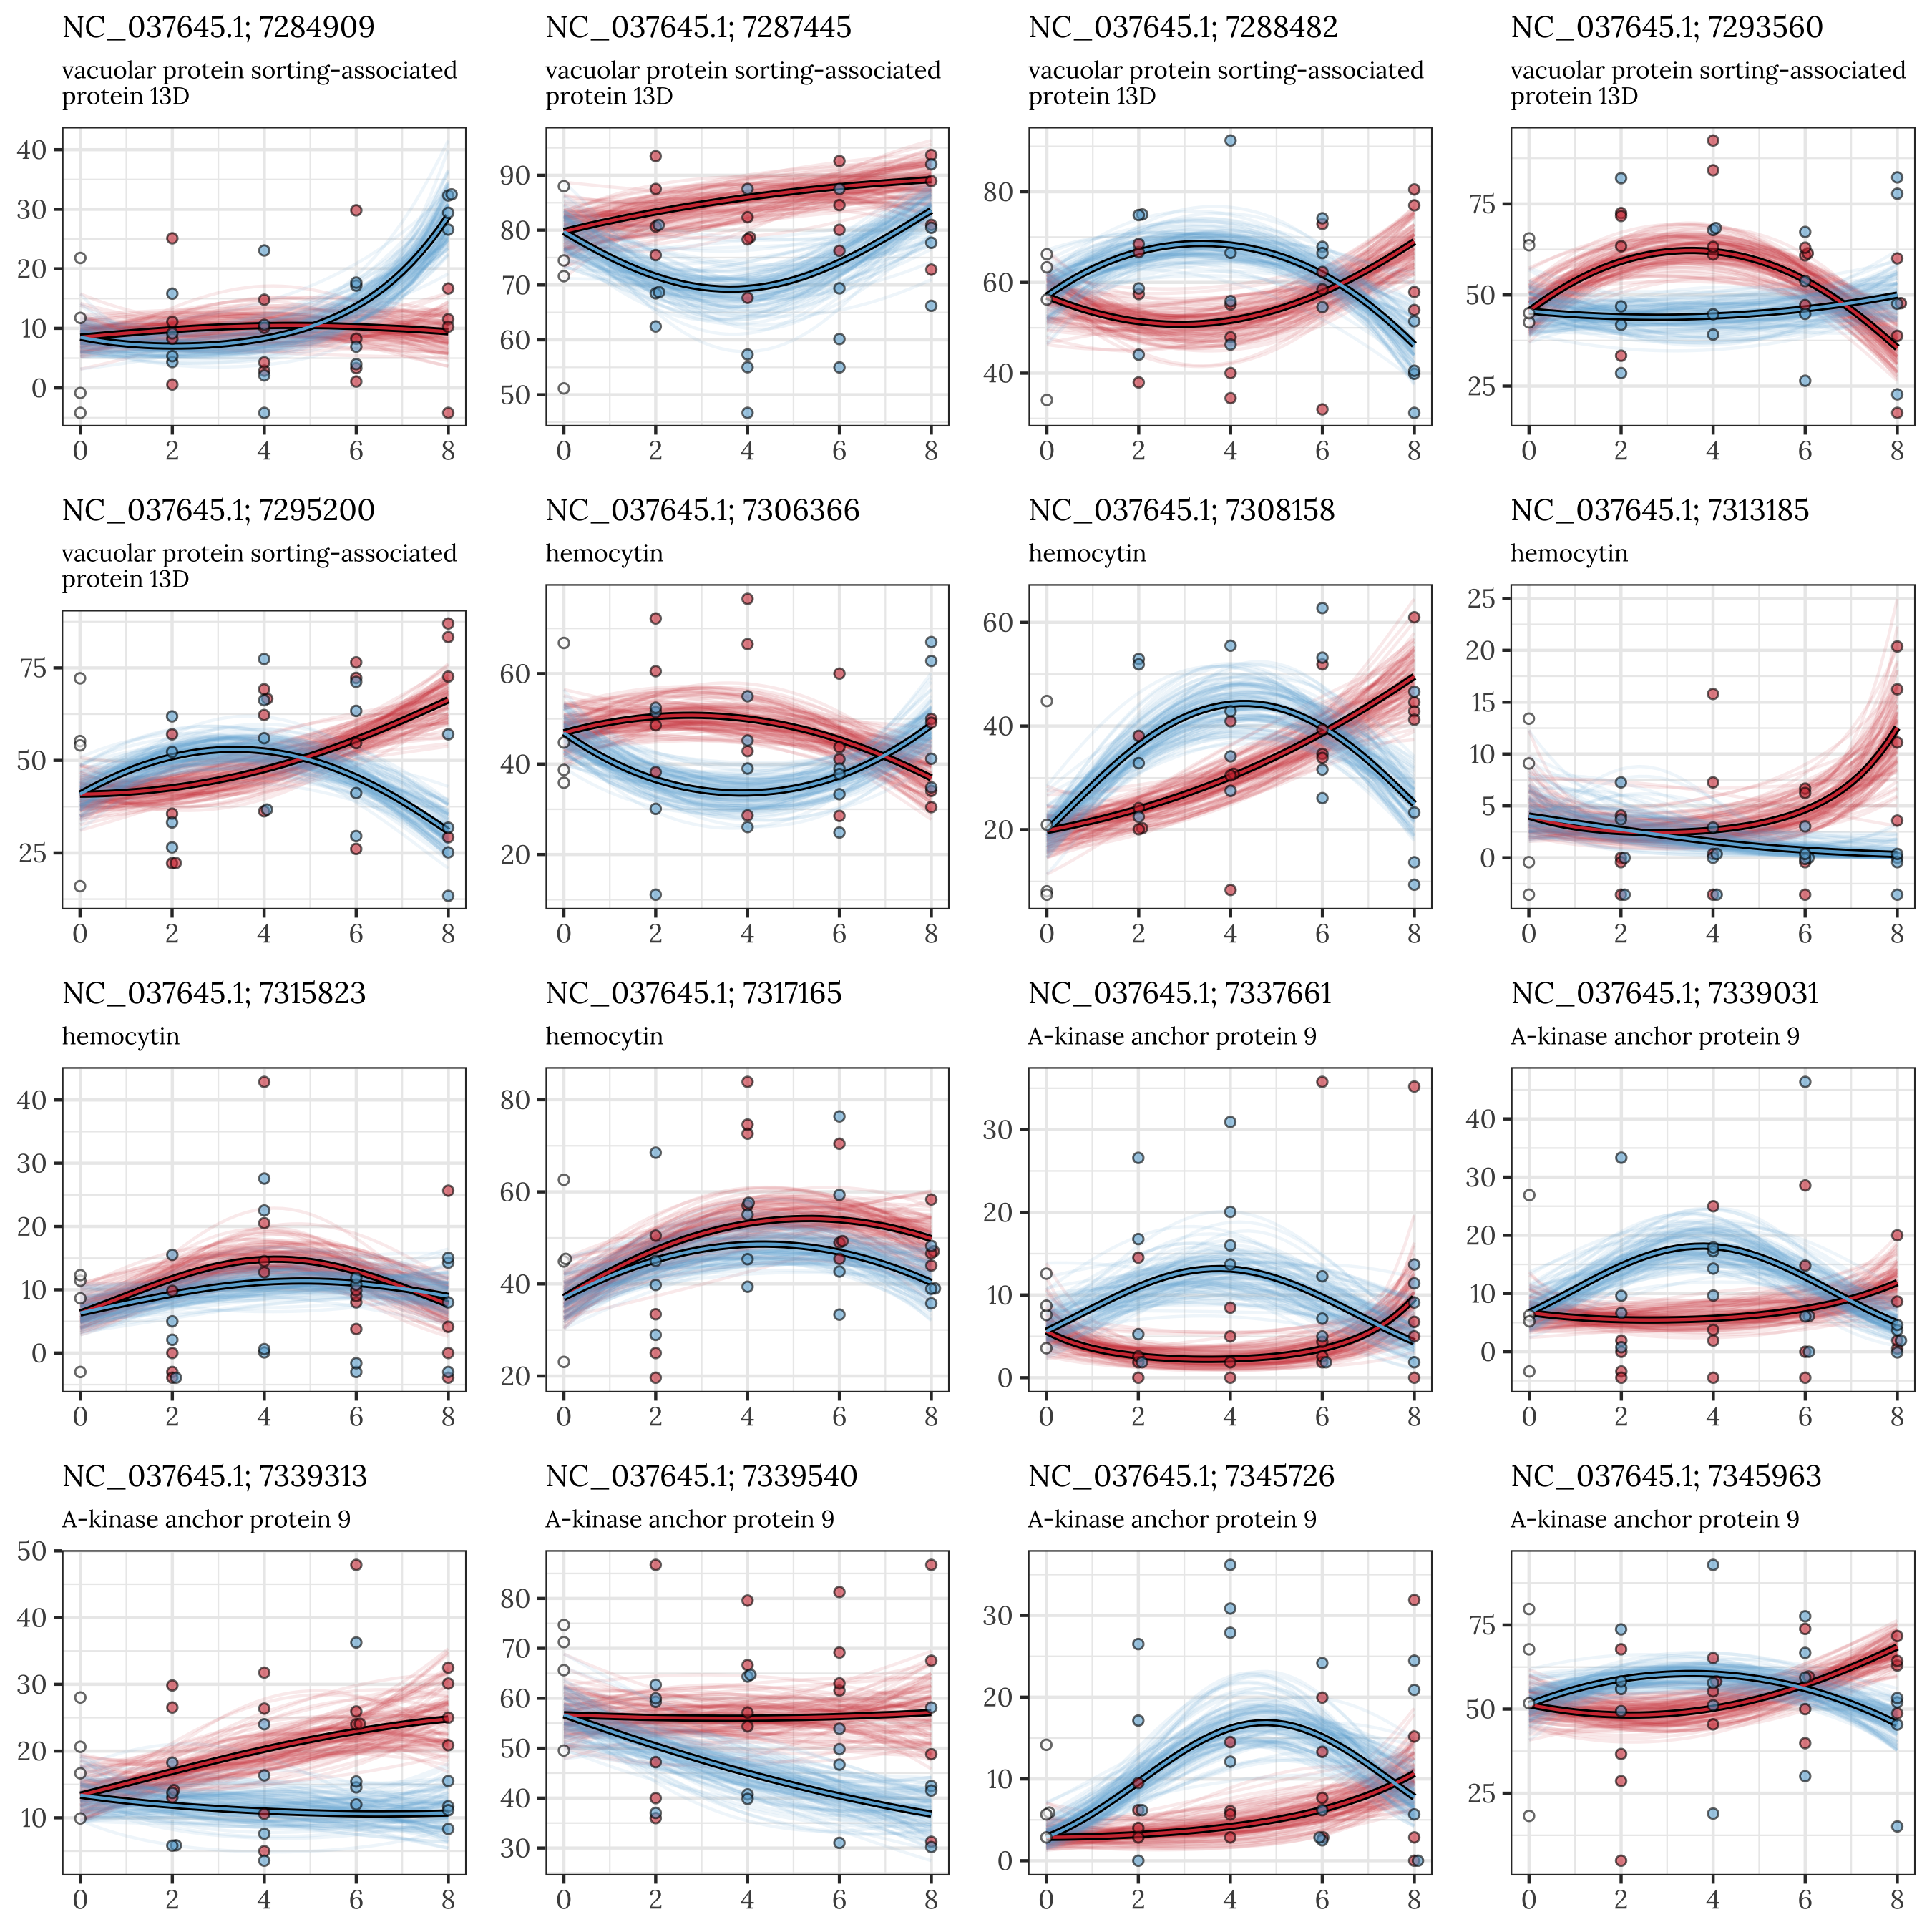 NC_037645.1; 7284909
vacuolar protein sorting-associated
protein 13D
40
30
20
10
0
0 2 4 6 8
NC_037645.1; 7287445
vacuolar protein sorting-associated
protein 13D
90
80
70
60
50
0 2 4 6 8
NC_037645.1; 7288482
vacuolar protein sorting-associated
protein 13D
80
60
40
0 2 4 6 8
NC_037645.1; 7293560
vacuolar protein sorting-associated
protein 13D
75
50
25
0 2 4 6 8
NC_037645.1; 7295200
vacuolar protein sorting-associated
protein 13D
75
50
25
0 2 4 6 8
NC_037645.1; 7306366
hemocytin
60
40
20
0 2 4 6 8
NC_037645.1; 7308158
hemocytin
60
40
20
0 2 4 6 8
NC_037645.1; 7313185
hemocytin
25
20
15
10
5
0
0 2 4 6 8
NC_037645.1; 7315823
hemocytin
40
30
20
10
0
0 2 4 6 8
NC_037645.1; 7317165
hemocytin
80
60
40
20
0 2 4 6 8
NC_037645.1; 7337661
A-kinase anchor protein 9
30
20
10
0
0 2 4 6 8
NC_037645.1; 7339031
A-kinase anchor protein 9
40
30
20
10
0
0 2 4 6 8
NC_037645.1; 7339313
A-kinase anchor protein 9
50
40
30
20
10
0 2 4 6 8
NC_037645.1; 7339540
A-kinase anchor protein 9
80
70
60
50
40
30
0 2 4 6 8
NC_037645.1; 7345726
A-kinase anchor protein 9
30
20
10
0
0 2 4 6 8
NC_037645.1; 7345963
A-kinase anchor protein 9
75
50
25
0 2 4 6 8